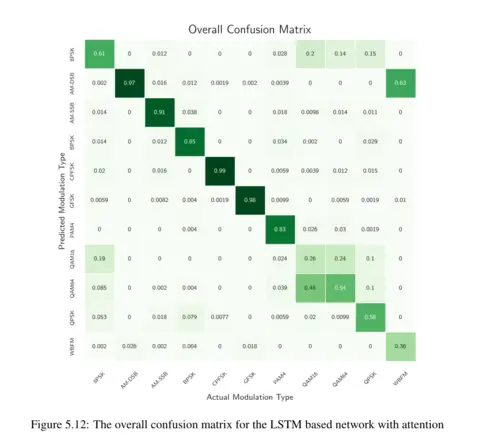 Overall Confusion Matrix
Predicted Modulation Type
8PSK 0.61 0 0.012 0 0 0 0.028 0.2 0.14 0.15 0
AM-DSB 0.002 0.97 0.016 0.012 0.0019 0.002 0.0039 0 0 0 0.63
AM-SSB 0.014 0 0.91 0.038 0 0 0.018 0.0098 0.014 0.011 0
BPSK 0.014 0 0.012 0.85 0 0 0.034 0.002 0 0.029 0
CPFSK 0.02 0 0.016 0 0.99 0 0.0059 0.0039 0.012 0.015 0
GFSK 0.0059 0 0.0082 0.004 0.0019 0.98 0.0099 0 0.0059 0.0019 0.01
PAM4 0 0 0 0.004 0 0 0.83 0.026 0.03 0.0019 0
QAM16 0.19 0 0 0 0 0 0.024 0.26 0.24 0.1 0
QAM64 0.085 0 0.002 0.004 0 0 0.039 0.46 0.54 0.1 0
QPSK 0.053 0 0.018 0.079 0.0077 0 0.0059 0.02 0.0099 0.58 0
WBFM 0.002 0.026 0.002 0.004 0 0.018 0 0 0 0 0.36
8PSK AM-DSB AM-SSB BPSK CPFSK GFSK PAM4 QAM16 QAM64 QPSK WBFM
Actual Modulation Type
Figure 5.12: The overall confusion matrix for the LSTM based network with attention